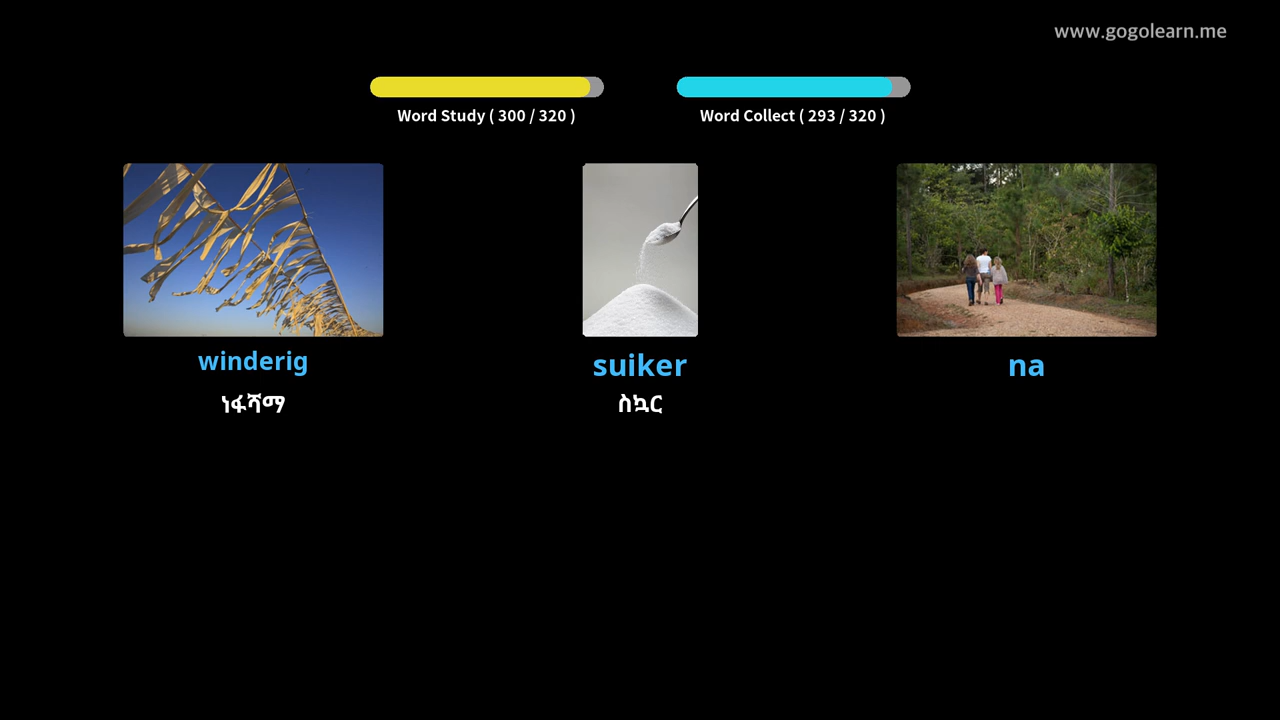 www.gogolearn.me
Word Study ( 300 / 320 )
Word Collect ( 293 / 320 )
winderig
suiker
na
ነፋሻማ
ስኳር